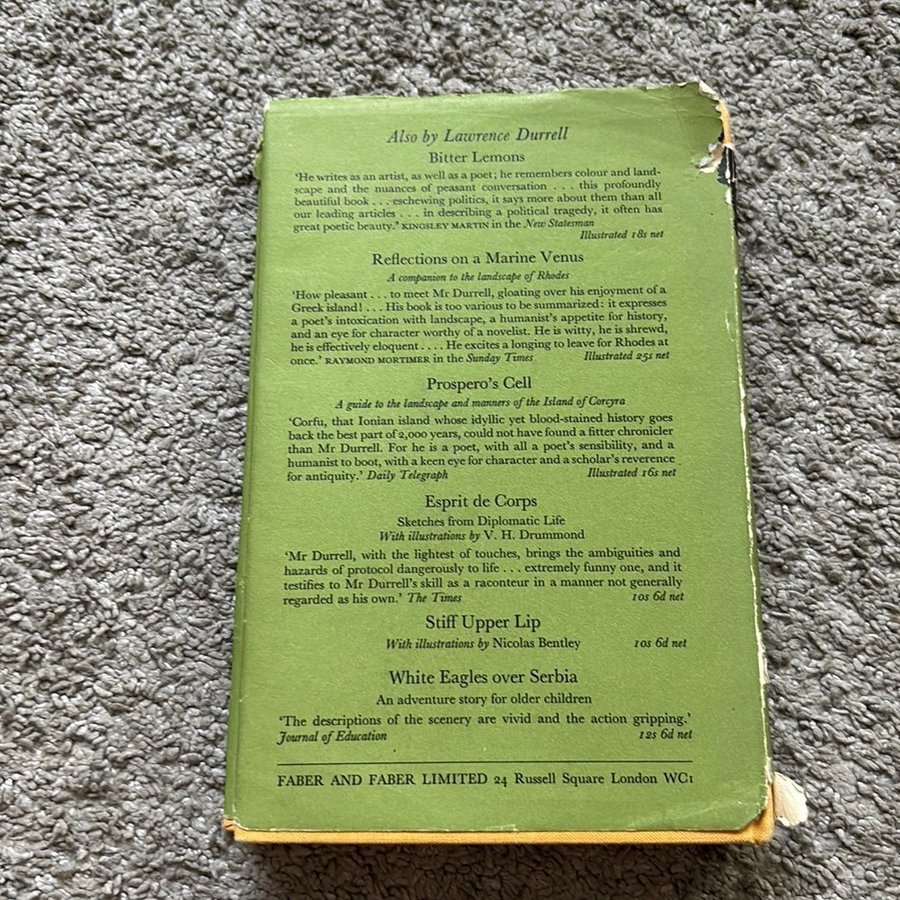 Also by Lawrence Durrell
Bitter Lemons
'He writes as an artist, as well as a poet; he remembers colour and land-
scape and the nuances of peasant conversation . . . this profoundly
beautiful book . . . eschewing politics, it says more about them than all
our leading articles . . . in describing a political tragedy, it often has
great poetic beauty.' KINGSLEY MARTIN in the New Statesman
Illustrated 18s net
Reflections on a Marine Venus
A companion to the landscape of Rhodes
'How pleasant . . . to meet Mr Durrell, gloating over his enjoyment of a
Greek island! . . . His book is too various to be summarized: it expresses
a poet's intoxication with landscape, a humanist's appetite for history,
and an eye for character worthy of a novelist. He is witty, he is shrewd,
he is effectively eloquent . . . . He excites a longing to leave for Rhodes at
once.' RAYMOND MORTIMER in the Sunday Times Illustrated 25s net
Prospero's Cell
A guide to the landscape and manners of the Island of Corcyra
'Corfu, that Ionian island whose idyllic yet blood-stained history goes
back the best part of 2,000 years, could not have found a fitter chronicler
than Mr Durrell. For he is a poet, with all a poet's sensibility, and a
humanist to boot, with a keen eye for character and a scholar's reverence
for antiquity.' Daily Telegraph Illustrated 16s net
Esprit de Corps
Sketches from Diplomatic Life
With illustrations by V. H. Drummond
'Mr Durrell, with the lightest of touches, brings the ambiguities and
hazards of protocol dangerously to life . . . extremely funny one, and it
testifies to Mr Durrell's skill as a raconteur in a manner not generally
regarded as his own.' The Times 10s 6d net
Stiff Upper Lip
With illustrations by Nicolas Bentley 10s 6d net
White Eagles over Serbia
An adventure story for older children
'The descriptions of the scenery are vivid and the action gripping.'
Journal of Education 12s 6d net
FABER AND FABER LIMITED 24 Russell Square London WC1